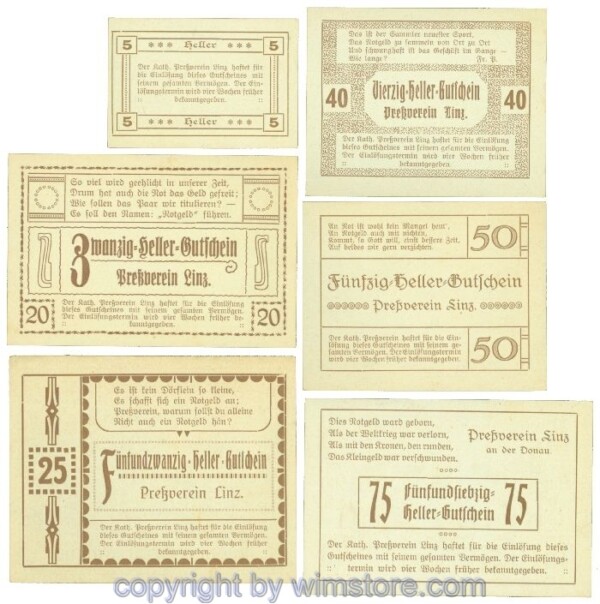 5 *** Heller *** 5
Der Kath. Preßverein Linz haftet für
die Einlösung dieses Gutscheines mit
seinem gesamten Vermögen. Der Ein-
lösungstermin wird vier Wochen früher
:: bekanntgegeben. ::
5 *** Heller *** 5
Das ist der Sammler neuester Sport,
Das Notgeld zu sammeln von Ort zu Ort
Und schwunghaft ist das Geschäft im Gange —
Wie lange? Fr. P.
40 Vierzig-Heller-Gutschein 40
Preßverein Linz.
Der Kath. Preßverein Linz haftet für die Einlösung
dieses Gutscheines mit seinem gesamten Vermögen.
Der Einlösungstermin wird vier Wochen früher
:: bekanntgegeben. ::
So viel wird geehlicht in unserer Zeit,
Drum hat auch die Not das Geld gefreit;
Wie sollen das Paar wir titulieren? —
Es soll den Namen: „Notgeld“ führen.
Zwanzig-Heller-Gutschein
Preßverein Linz.
20 Der Kath. Preßverein Linz haftet für die Einlösung 20
dieses Gutscheines mit seinem gesamten Vermögen.
Der Einlösungstermin wird vier Wochen früher be-
:: kanntgegeben. ::
An Not ist wohl kein Mangel heut',
An Notgeld auch wir nichten.
Kommt, so Gott will, einst bessere Zeit,
Auf beides wir gern verzichten.
50
Fünfzig-Heller-Gutschein
Preßverein Linz.
Der Kath. Preßverein Linz haftet für die Ein-
lösung dieses Gutscheines mit seinem ge-
samten Vermögen. Der Einlösungstermin
wird vier Wochen früher bekanntgegeben.
50
Es ist kein Dörflein so kleine,
Es schafft sich ein Notgeld an;
Preßverein, warum sollst du alleine
Nicht auch ein Notgeld hân?
25
Fünfundzwanzig-Heller-Gutschein
Preßverein Linz.
Der Kath. Preßverein Linz haftet für die Einlösung
dieses Gutscheines mit seinem gesamten Vermögen.
Der Einlösungstermin wird vier Wochen früher
:: bekanntgegeben. ::
Dies Notgeld ward geborn,
Als der Weltkrieg war verlorn,
Als mit den Kronen, den runden,
Das Kleingeld war verschwunden.
Preßverein Linz
an der Donau
75 Fünfundsiebzig- 75
Heller-Gutschein
Der Kath. Preßverein Linz haftet für die Einlösung dieses
Gutscheines mit seinem gesamten Vermögen. Der Einlösungs-
termin wird vier Wochen früher bekanntgegeben.
copyright by wimstore.com